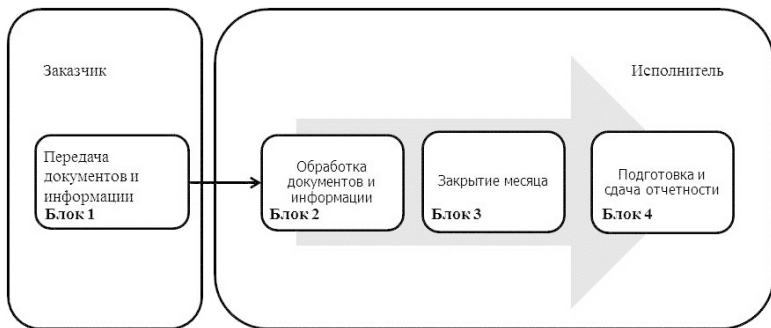 Заказчик
Исполнитель
Передача
документов и
информации
Блок 1
Обработка
документов и
информации
Блок 2
Закрытие месяца
Блок 3
Подготовка и
сдача отчетности
Блок 4